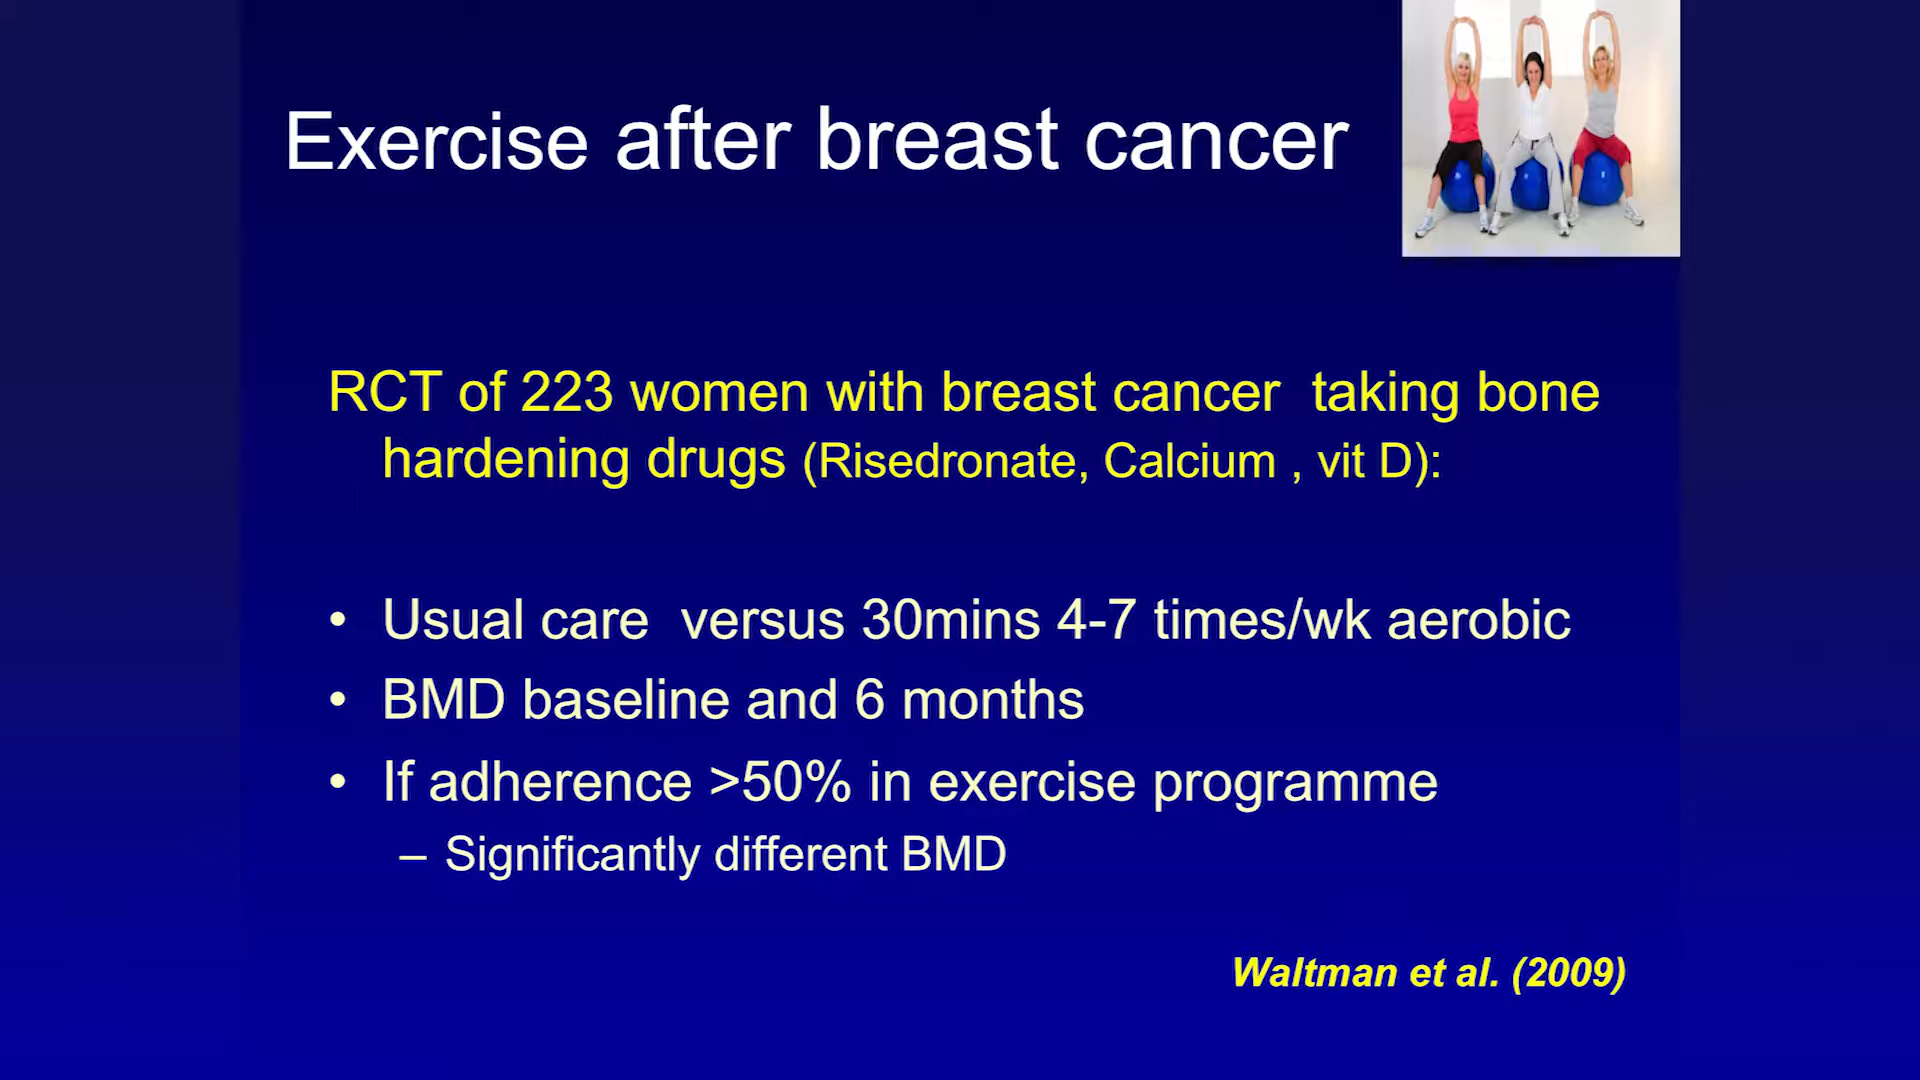 Exercise after breast cancer
RCT of 223 women with breast cancer taking bone
hardening drugs (Risedronate, Calcium , vit D):
• Usual care versus 30mins 4-7 times/wk aerobic
• BMD baseline and 6 months
• If adherence >50% in exercise programme
– Significantly different BMD
Waltman et al. (2009)